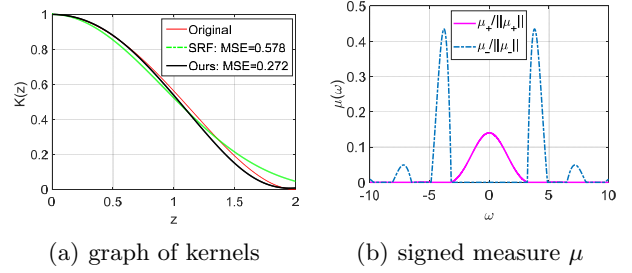 1
0.8
0.6
0.4
0.2
0
K(z)
Original
SRF: MSE=0.578
Ours: MSE=0.272
0 0.5 1 1.5 2
z
(a) graph of kernels
0.5
0.4
0.3
0.2
0.1
0
μ(ω)
μ₊/||μ₊||
μ₋/||μ₋||
-10 -5 0 5 10
ω
(b) signed measure μ